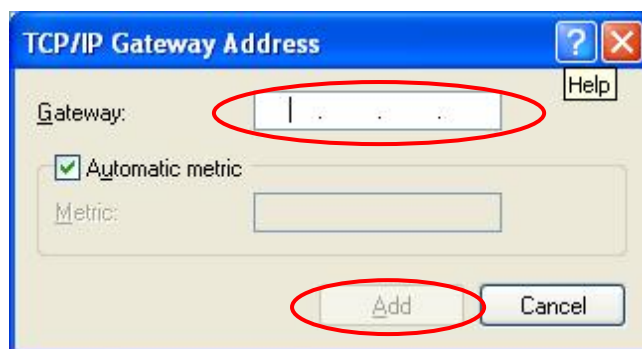 TCP/IP Gateway Address ?
Help
Gateway: . . .
Automatic metric
Metric:
Add Cancel